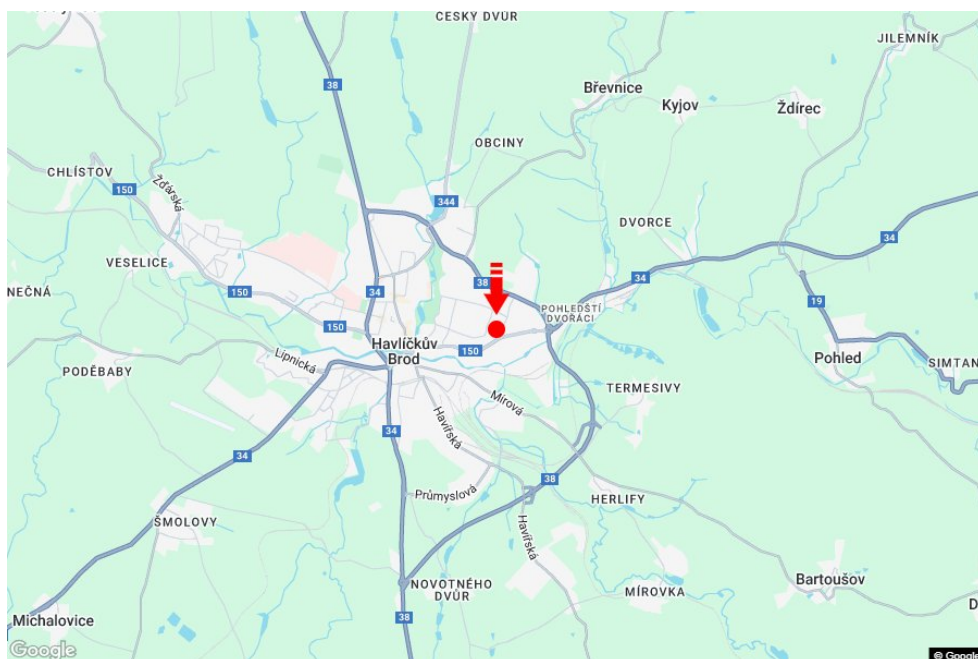 ČESKÝ DVŮR
JILEMNÍK
38
Břevnice
Kyjov
Ždírec
OBCINY
CHLÍSTOV
150
Žďárská
344
DVORCE
34
VESELICE
38
34
NEČNÁ
150
34
19
POHLEDŠTÍ
DVOŘÁCI
150
Havlíčkův
Brod
150
Pohled
Lipnická
PODĚBABY
SIMTAN
TERMESIVY
Mírová
Havířská
34
34
38
Průmyslová
HERLIFY
ŠMOLOVY
Havířská
Bartoušov
NOVOTNÉHO
DVŮR
MÍROVKA
D
38
Michalovice
Google
© Google